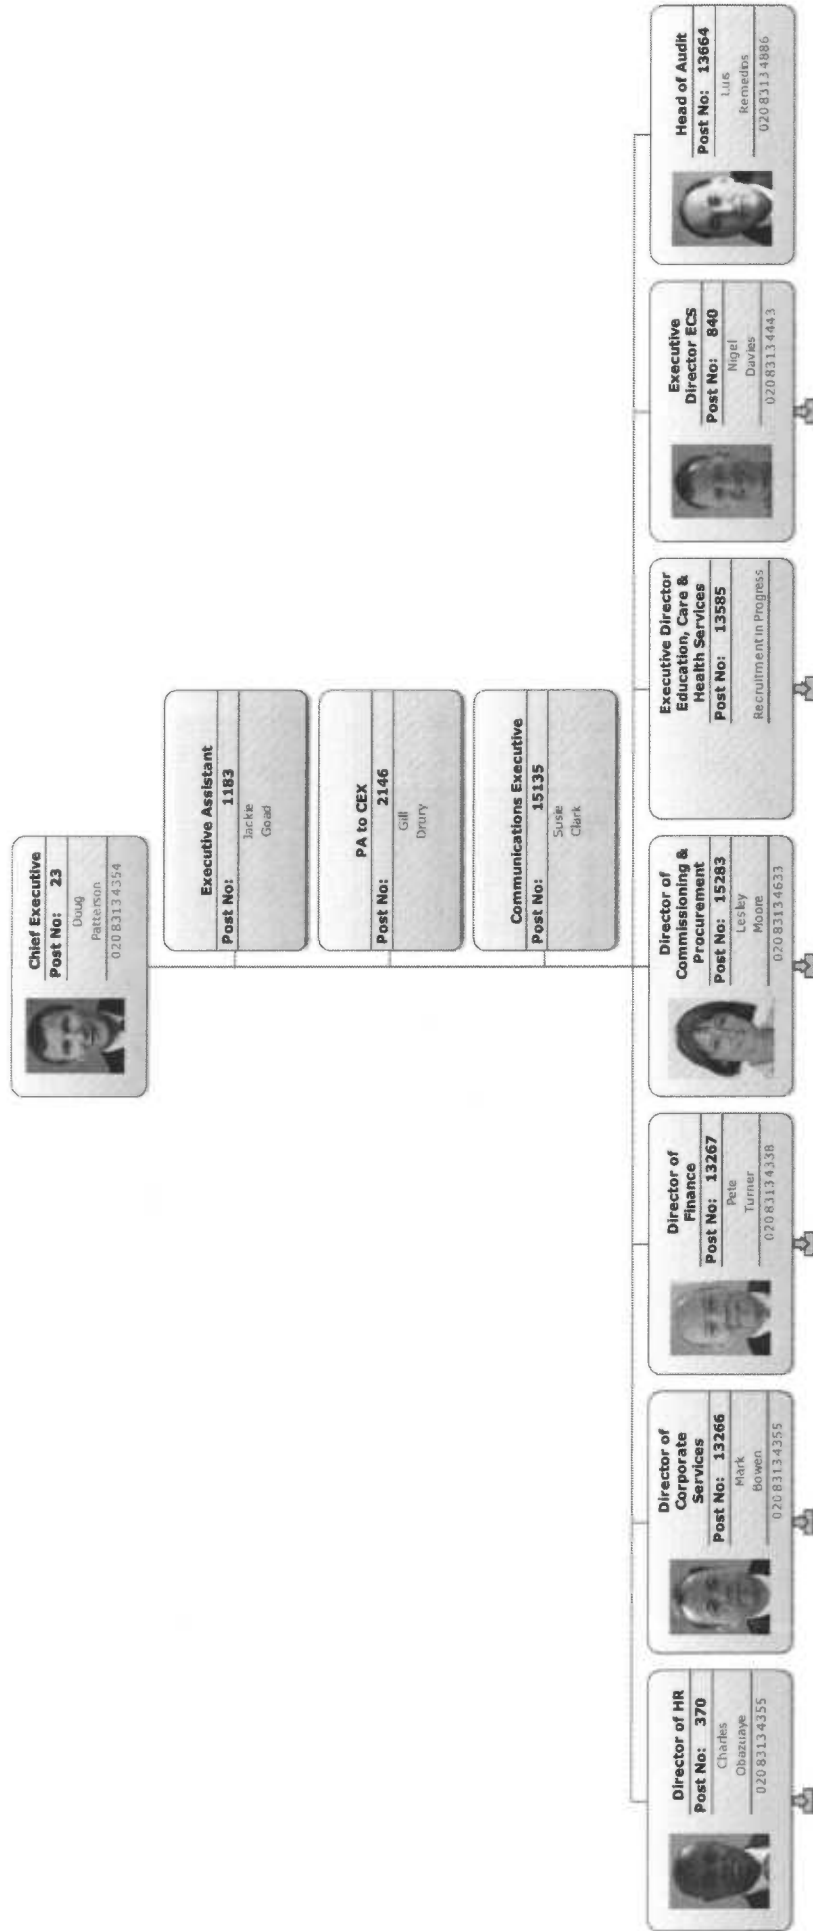 Chief Executive
Post No: 23
Doug
Patterson
020 8313 4354
Executive Assistant
Post No: 1183
Jackie
Goad
PA to CEX
Post No: 2146
Gill
Drury
Communications Executive
Post No: 15135
Susie
Clark
Director of HR
Post No: 370
Charles
Obazuaye
020 8313 4355
Director of
Corporate
Services
Post No: 13266
Mark
Bowen
020 8313 4355
Director of
Finance
Post No: 13267
Pete
Turner
020 8313 4338
Director of
Commissioning &
Procurement
Post No: 15283
Lesley
Moore
020 8313 4633
Executive Director
Education, Care &
Health Services
Post No: 13585
Recruitment in Progress
Executive
Director ECS
Post No: 840
Nigel
Davies
020 8313 4443
Head of Audit
Post No: 13664
Luis
Remedios
020 8313 4886